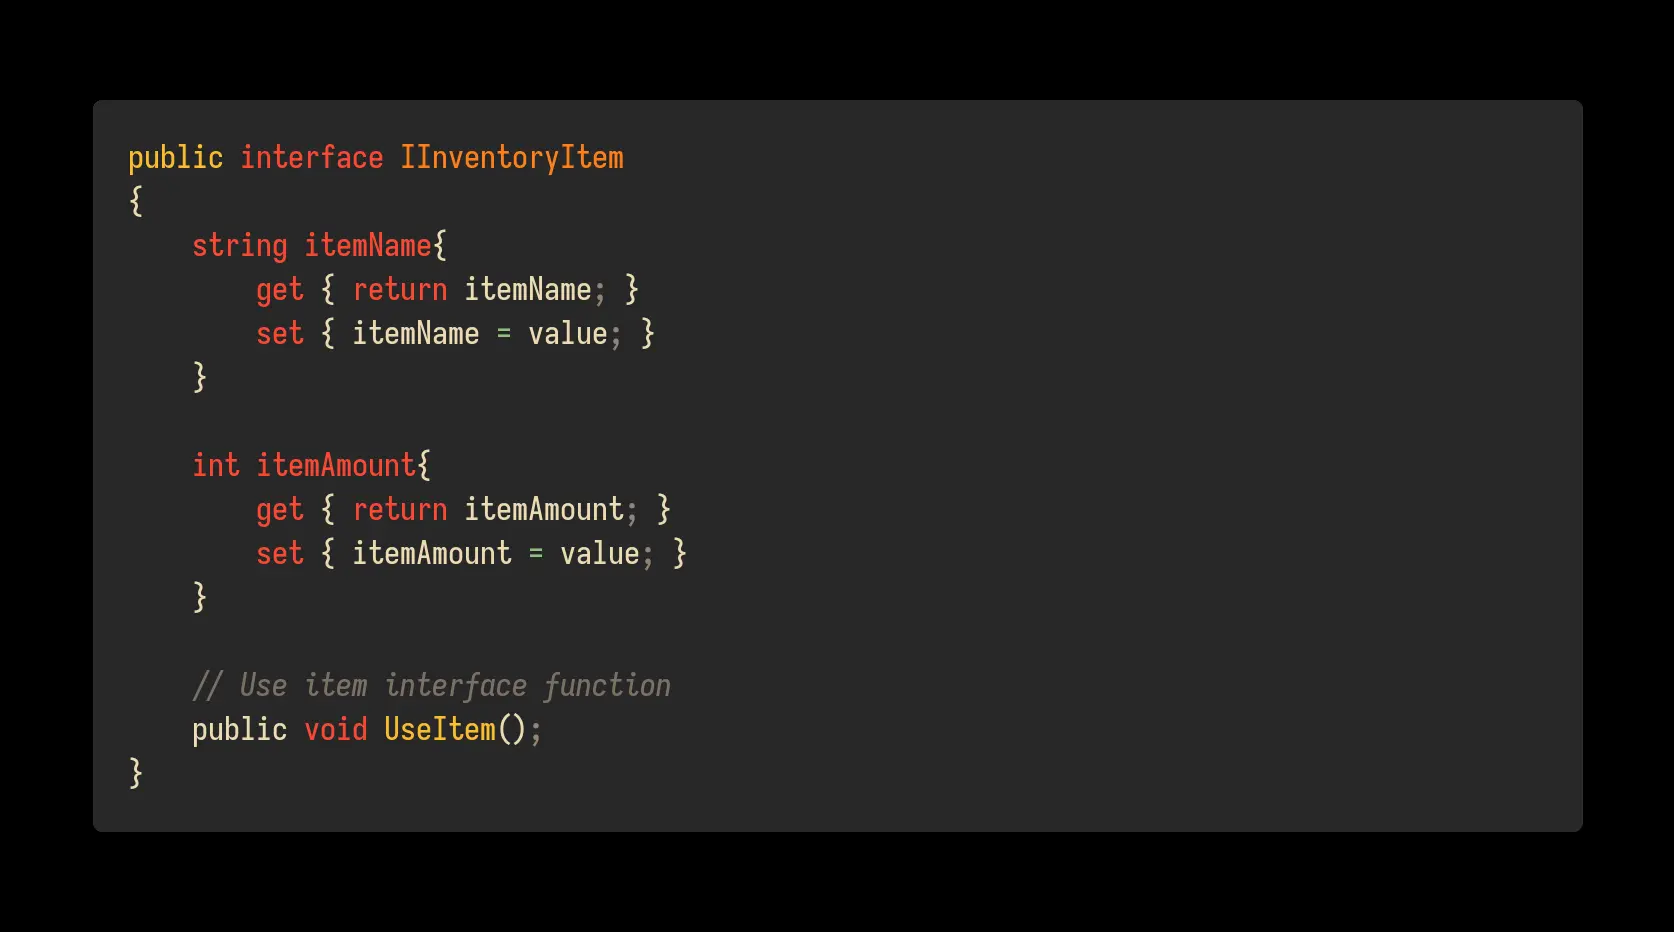 public interface IInventoryItem
{
    string itemName{
        get { return itemName; }
        set { itemName = value; }
    }

    int itemAmount{
        get { return itemAmount; }
        set { itemAmount = value; }
    }

    // Use item interface function
    public void UseItem();
}